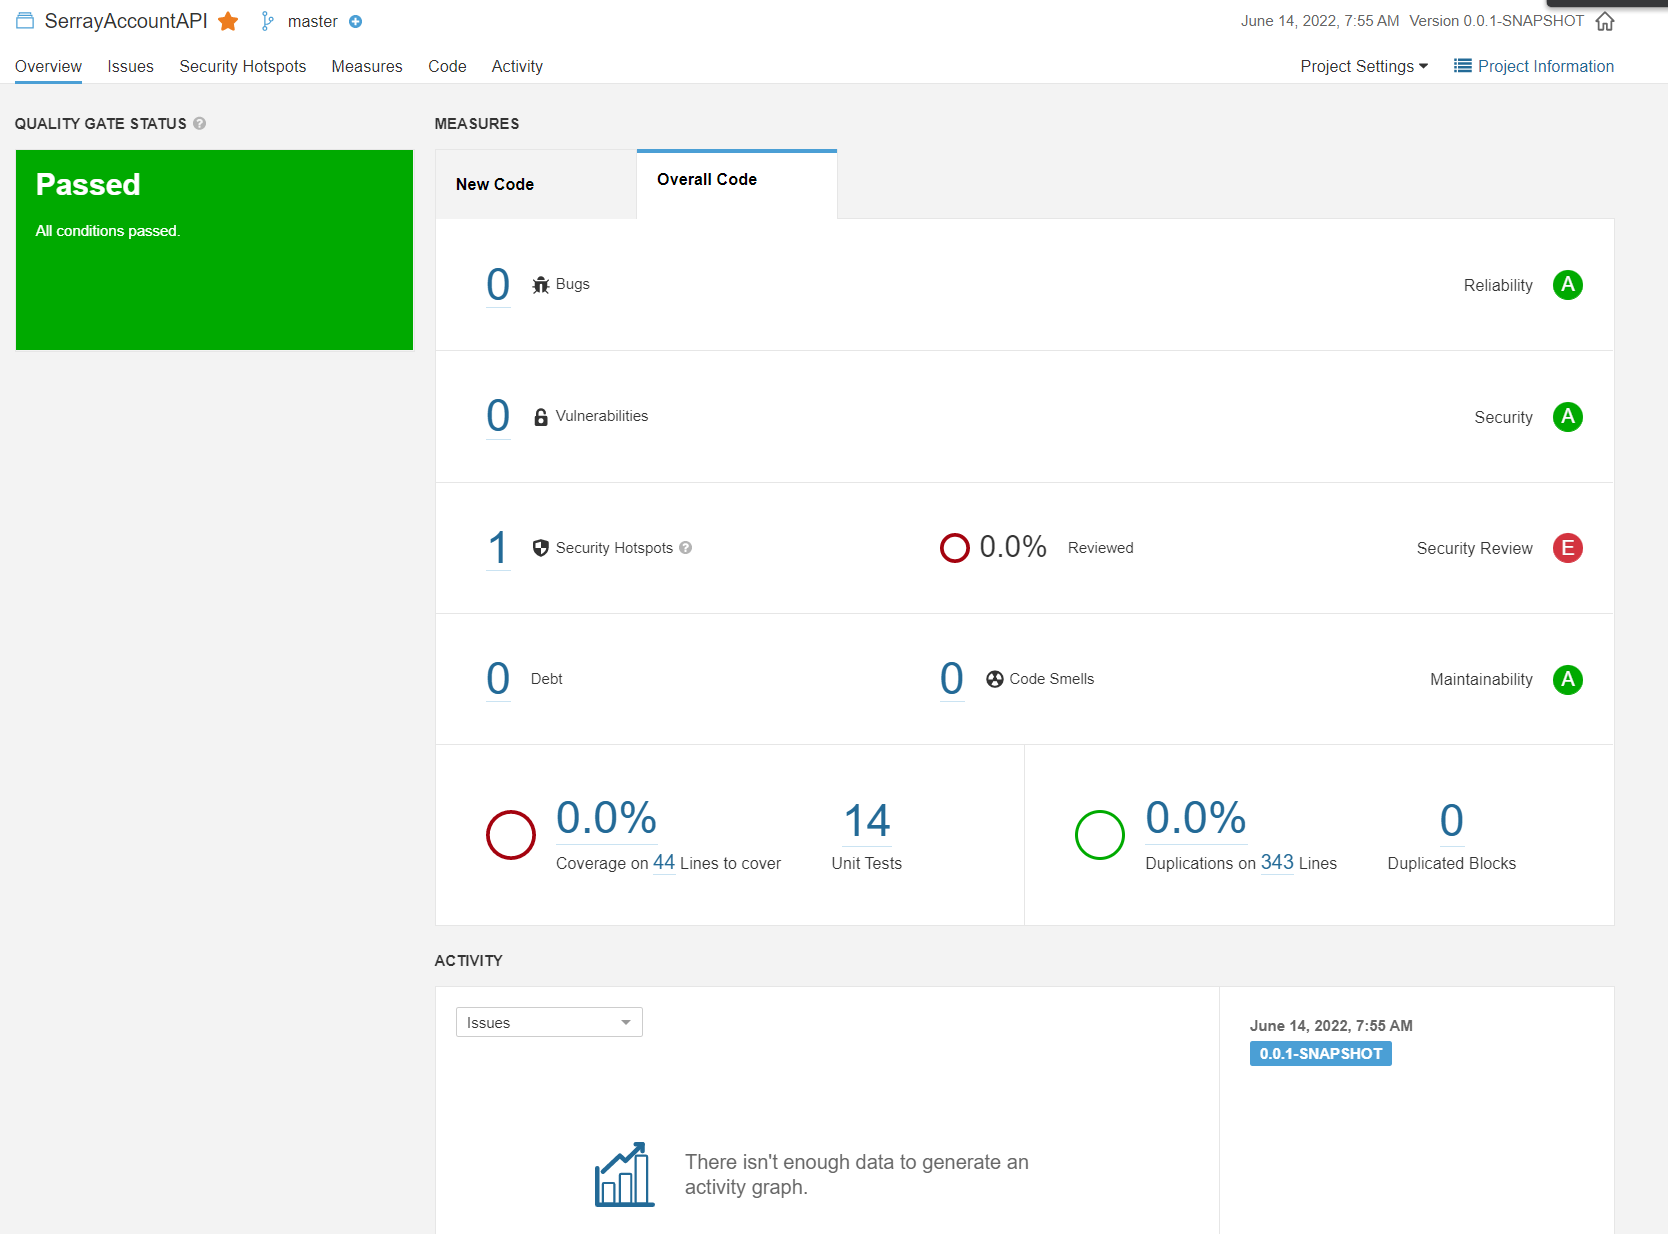 SerrayAccountAPI master June 14, 2022, 7:55 AM Version 0.0.1-SNAPSHOT
Overview Issues Security Hotspots Measures Code Activity Project Settings Project Information
QUALITY GATE STATUS ?
MEASURES
Passed
All conditions passed.
New Code Overall Code
0 Bugs Reliability A
0 Vulnerabilities Security A
1 Security Hotspots ? 0.0% Reviewed Security Review E
0 Debt 0 Code Smells Maintainability A
0.0% 14 0.0% 0
Coverage on 44 Lines to cover Unit Tests Duplications on 343 Lines Duplicated Blocks
ACTIVITY
Issues
June 14, 2022, 7:55 AM
0.0.1-SNAPSHOT
There isn't enough data to generate an
activity graph.